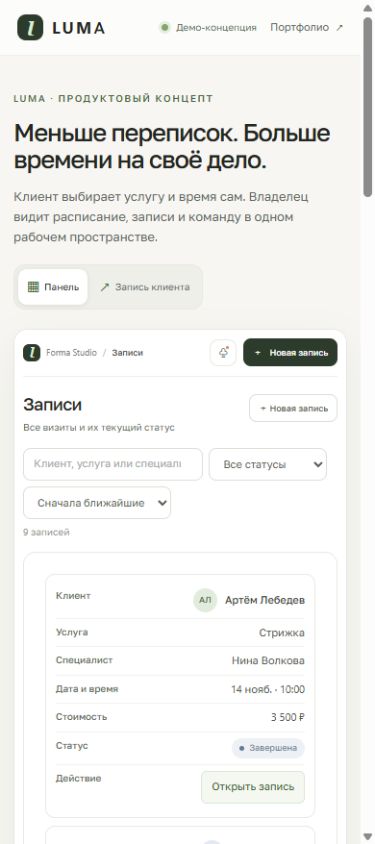 l LUMA Демо-концепция Портфолио ↗
LUMA · ПРОДУКТОВЫЙ КОНЦЕПТ
Меньше переписок. Больше
времени на своё дело.
Клиент выбирает услугу и время сам. Владелец
видит расписание, записи и команду в одном
рабочем пространстве.
Панель ↗ Запись клиента
l Forma Studio / Записи + Новая запись
Записи + Новая запись
Все визиты и их текущий статус
Клиент, услуга или специалі Все статусы
Сначала ближайшие
9 записей
Клиент АЛ Артём Лебедев
Услуга Стрижка
Специалист Нина Волкова
Дата и время 14 нояб. · 10:00
Стоимость 3 500 ₽
Статус Завершена
Действие Открыть запись